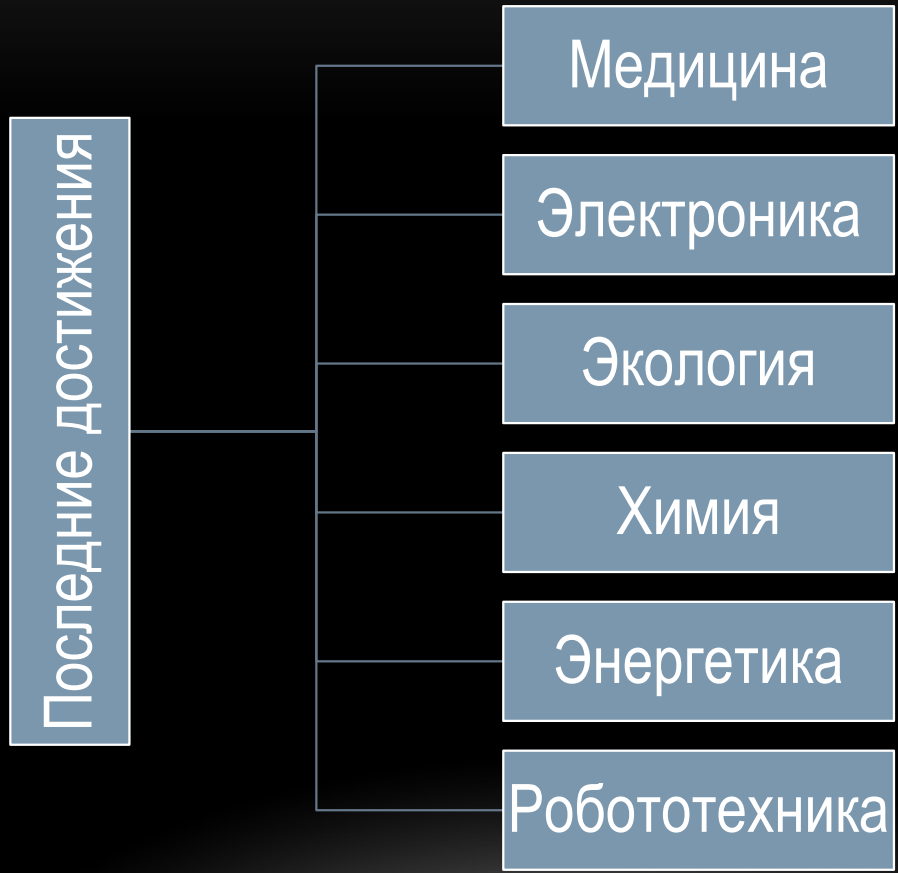 Последние достижения
Медицина
Электроника
Экология
Химия
Энергетика
Робототехника